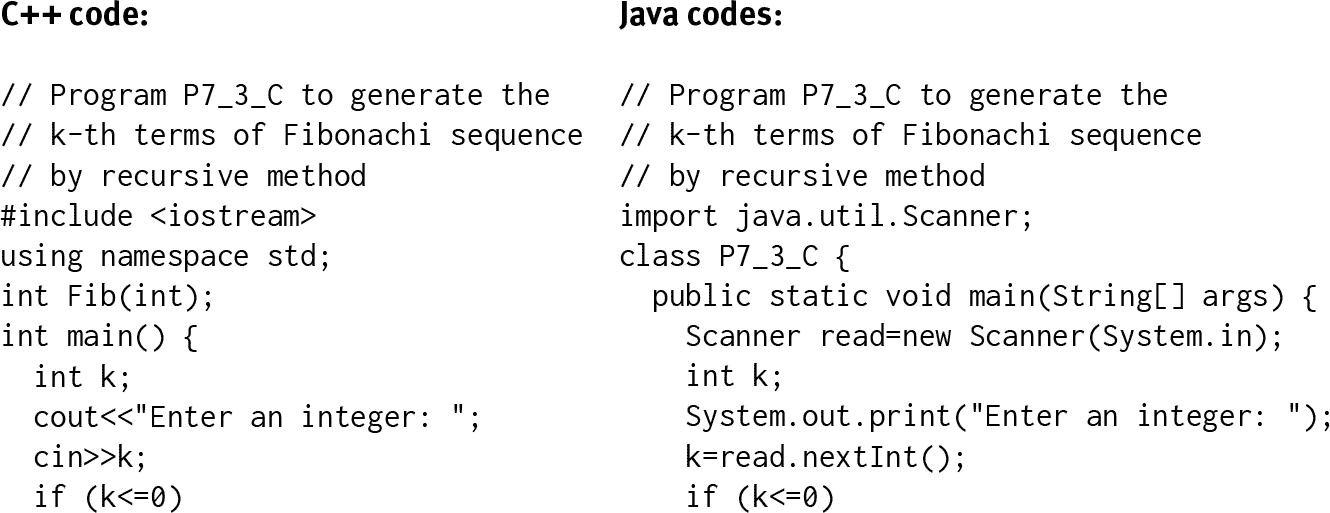 C++ code:
// Program P7_3_C to generate the
// k-th terms of Fibonachi sequence
// by recursive method
#include <iostream>
using namespace std;
int Fib(int);
int main() {
  int k;
  cout<<"Enter an integer: ";
  cin>>k;
  if (k<=0)
Java codes:
// Program P7_3_C to generate the
// k-th terms of Fibonachi sequence
// by recursive method
import java.util.Scanner;
class P7_3_C {
  public static void main(String[] args) {
    Scanner read=new Scanner(System.in);
    int k;
    System.out.print("Enter an integer: ");
    k=read.nextInt();
    if (k<=0)